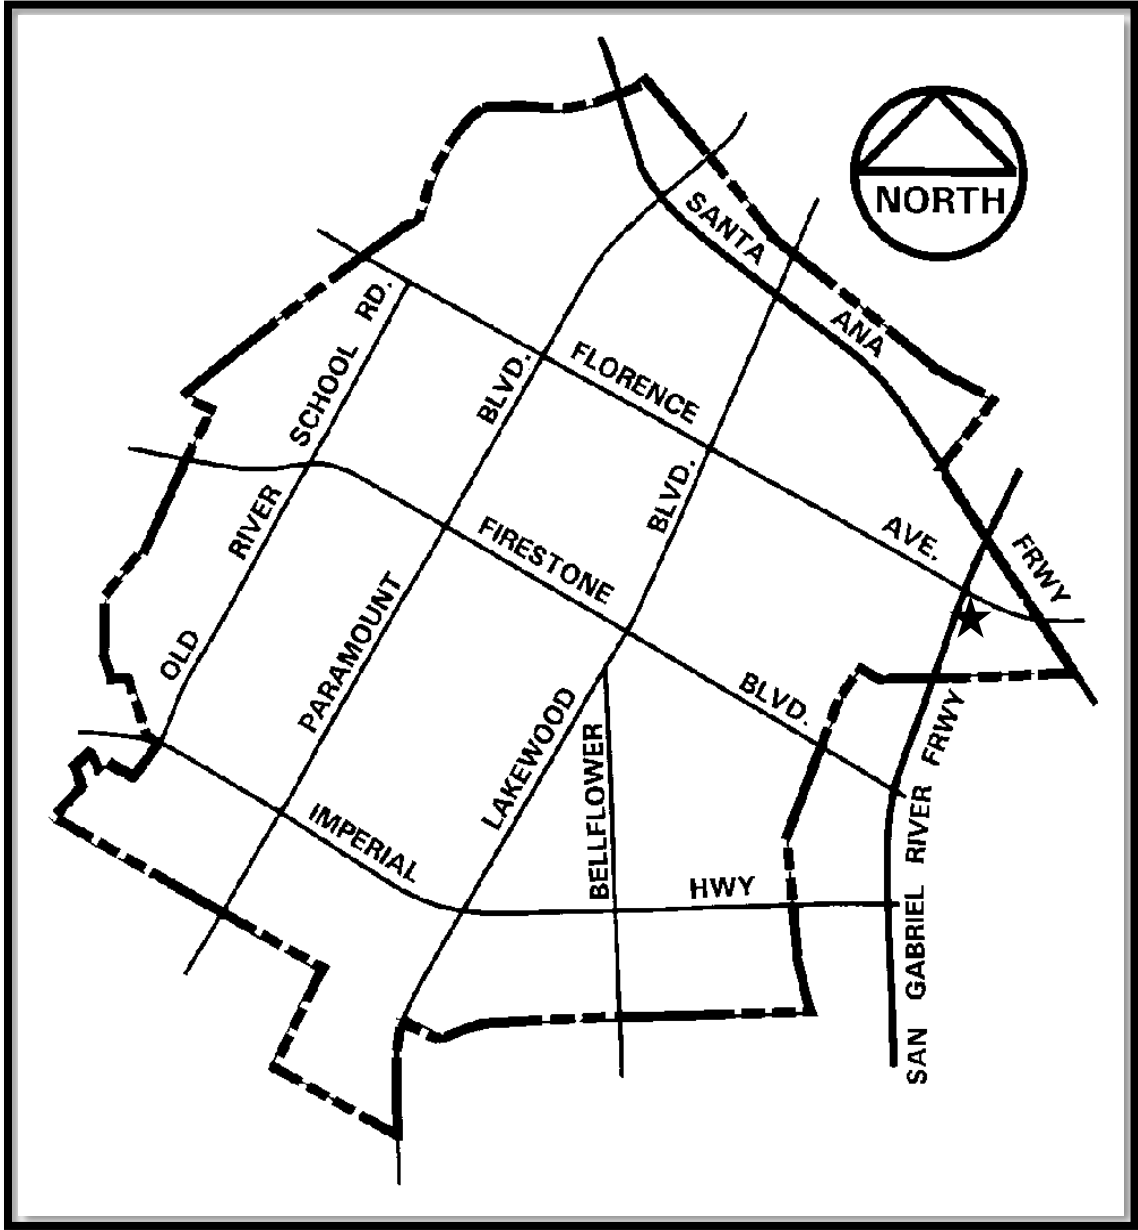 NORTH
SANTA
ANA
FRWY
RD.
SCHOOL
RIVER
OLD
FLORENCE
AVE.
BLVD.
PARAMOUNT
BLVD.
LAKEWOOD
FIRESTONE
BLVD.
BELLFLOWER
IMPERIAL
HWY
SAN GABRIEL RIVER FRWY